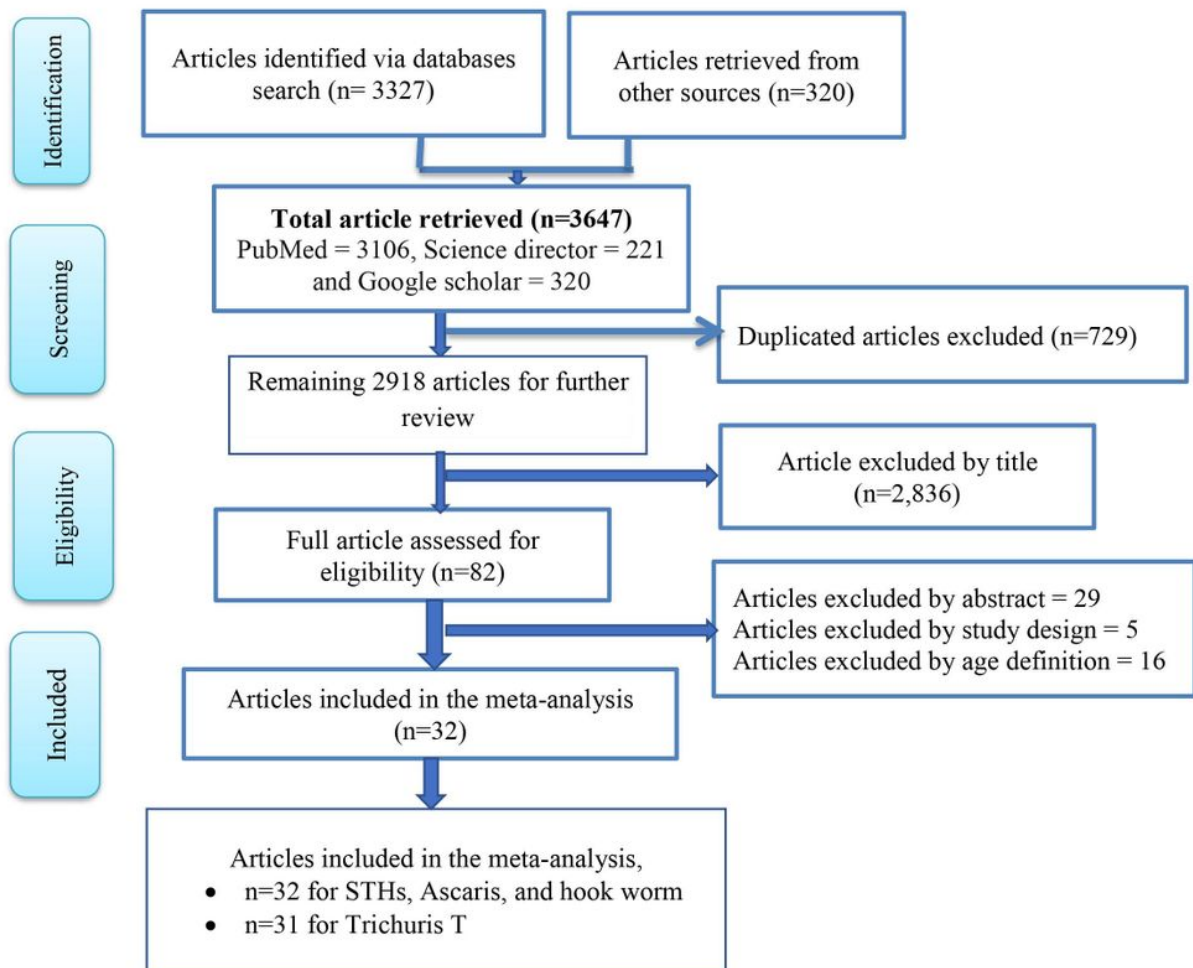 Identification
Articles identified via databases
search (n= 3327)
Articles retrieved from
other sources (n=320)
Screening
Total article retrieved (n=3647)
PubMed = 3106, Science director = 221
and Google scholar = 320
Duplicated articles excluded (n=729)
Remaining 2918 articles for further
review
Eligibility
Article excluded by title
(n=2,836)
Full article assessed for
eligibility (n=82)
Articles excluded by abstract = 29
Articles excluded by study design = 5
Articles excluded by age definition = 16
Included
Articles included in the meta-analysis
(n=32)
Articles included in the meta-analysis,
• n=32 for STHs, Ascaris, and hook worm
• n=31 for Trichuris T